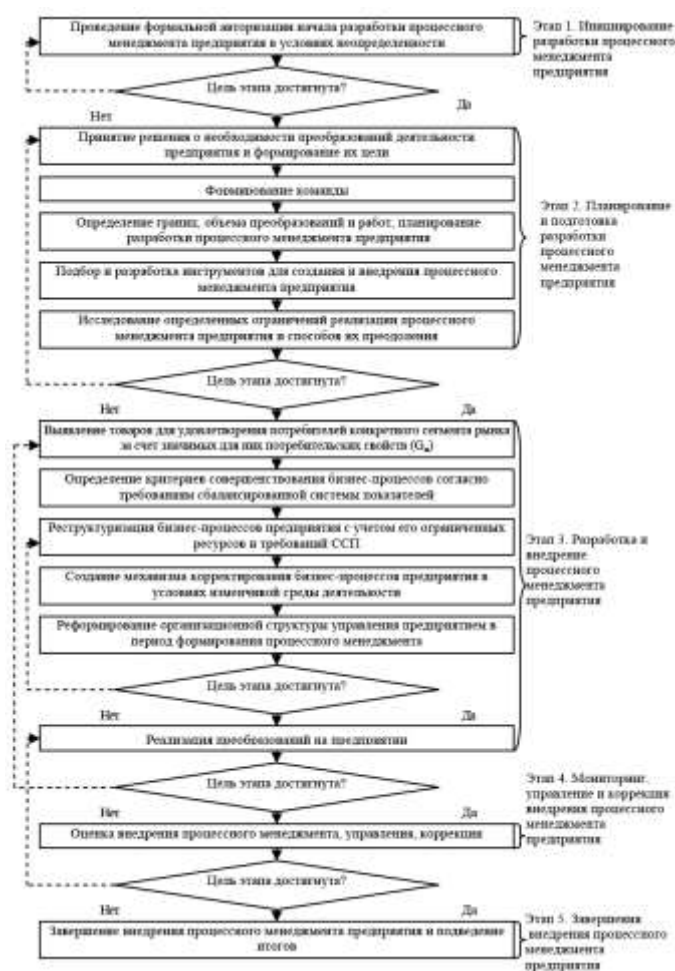 Проведение формальной авторизации начала разработки процессного
менеджмента предприятия в условиях неопределенности
Этап 1. Инициирование
разработки процессного
менеджмента
предприятия
Цель этапа достигнута?
Нет
Да
Принятие решения о необходимости преобразований деятельности
предприятия и формирование их цели
Формирование команды
Определение границ, объема преобразований и работ, планирование
разработки процессного менеджмента предприятия
Подбор и разработка инструментов для создания и внедрения процессного
менеджмента предприятия
Исследование определенных ограничений реализации процессного
менеджмента предприятия и способов их преодоления
Этап 2. Планирование
и подготовка
разработки
процессного
менеджмента
предприятия
Цель этапа достигнута?
Нет
Да
Выявление товаров для удовлетворения потребителей конкретного сегмента рынка
за счет значимых для них потребительских свойств (Gₙ)
Определение критериев совершенствования бизнес-процессов согласно
требованиям сбалансированной системы показателей
Реструктуризация бизнес-процессов предприятия с учетом его ограниченных
ресурсов и требований ССП
Создание механизма корректирования бизнес-процессов предприятия в
условиях изменчивой среды деятельности
Реформирование организационной структуры управления предприятием в
период формирования процессного менеджмента
Этап 3. Разработка и
внедрение
процессного
менеджмента
предприятия
Цель этапа достигнута?
Нет
Да
Реализация преобразований на предприятии
Цель этапа достигнута?
Нет
Да
Этап 4. Мониторинг,
управление и коррекция
внедрения процессного
менеджмента
предприятия
Оценка внедрения процессного менеджмента, управления, коррекция
Цель этапа достигнута?
Нет
Да
Завершение внедрения процессного менеджмента предприятия и подведение
итогов
Этап 5. Завершения
внедрения процессного
менеджмента
предприятия